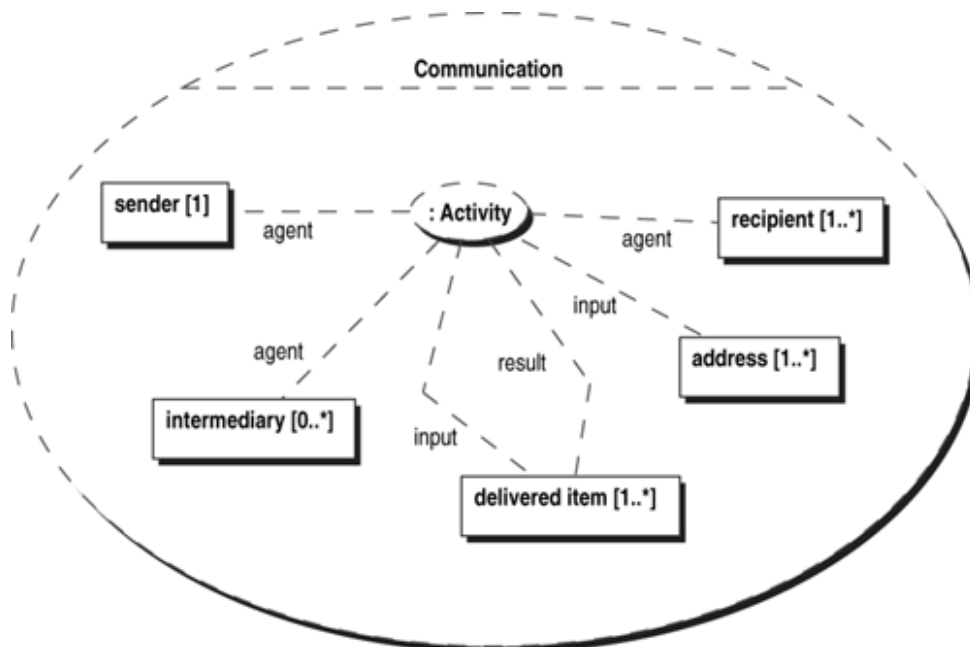 Communication
sender [1]
: Activity
recipient [1..*]
agent
agent
input
address [1..*]
agent
result
intermediary [0..*]
input
delivered item [1..*]